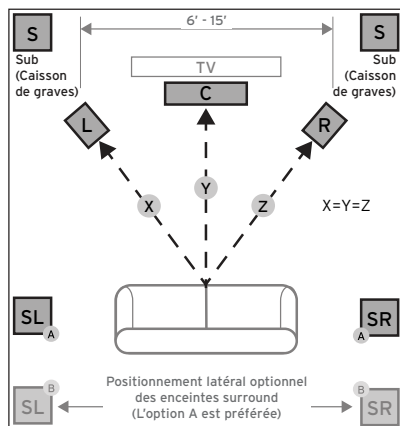 S
6' - 15'
S
Sub
(Caisson
de graves)
TV
Sub
(Caisson
de graves)
C
L
R
X
Y
Z
X=Y=Z
SL
A
SR
A
B
SL
Positionnement latéral optionnel
des enceintes surround
(L'option A est préférée)
B
SR